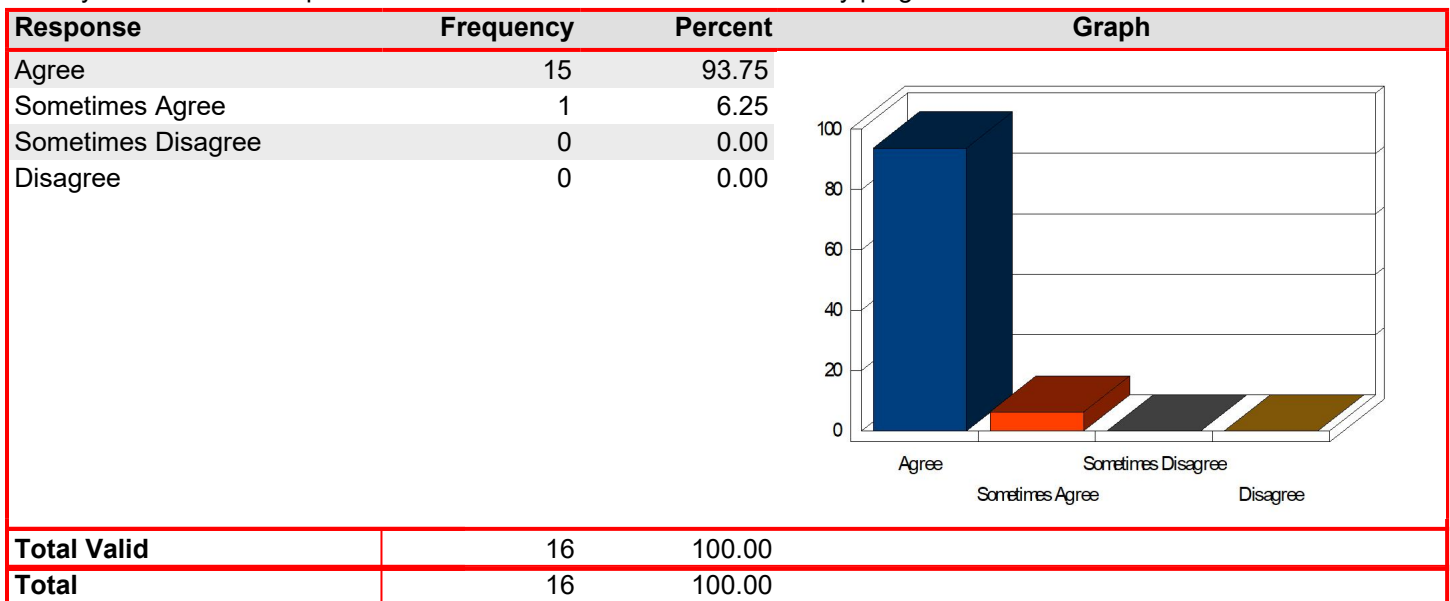 Response Frequency Percent Graph
Agree 15 93.75
Sometimes Agree 1 6.25
Sometimes Disagree 0 0.00
Disagree 0 0.00
100
80
60
40
20
0
Agree Sometimes Disagree
Sometimes Agree Disagree
Total Valid 16 100.00
Total 16 100.00